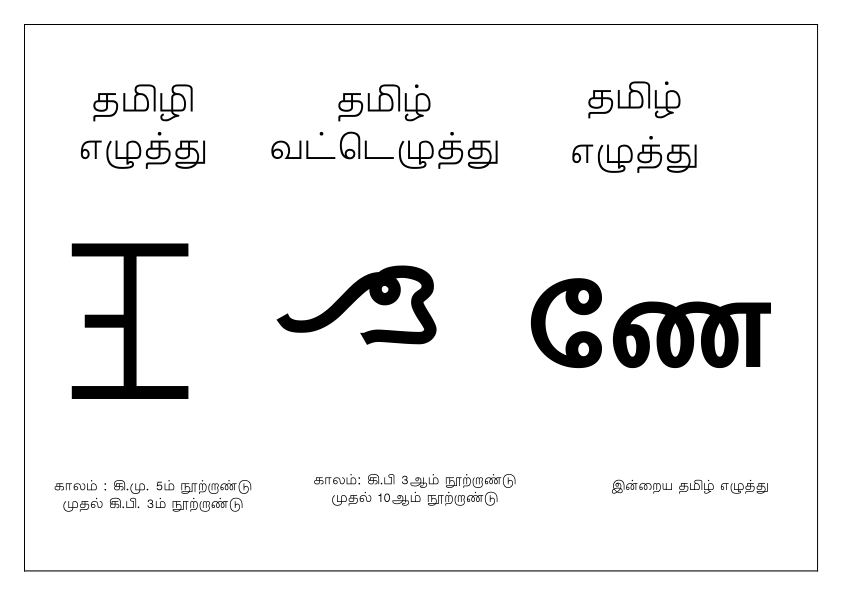 தமிழி
எழுத்து
𑀡𑁂
காலம் : கி.மு. 5ம் நூற்றாண்டு
முதல் கி.பி. 3ம் நூற்றாண்டு
தமிழ்
வட்டெழுத்து
காலம்: கி.பி 3ஆம் நூற்றாண்டு
முதல் 10ஆம் நூற்றாண்டு
தமிழ்
எழுத்து
ணே
இன்றைய தமிழ் எழுத்து